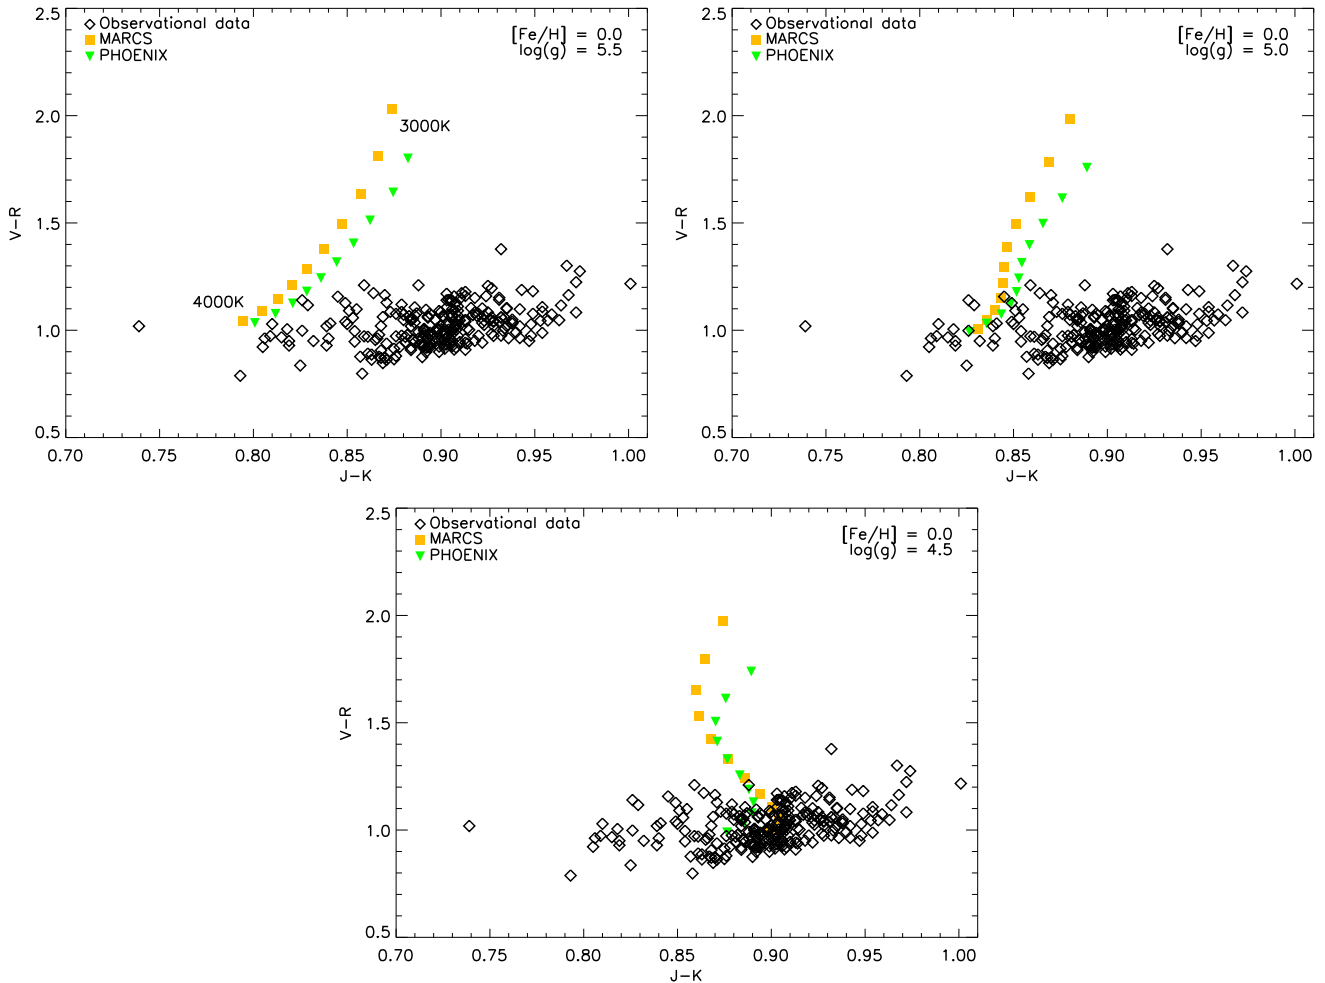 2.5
2.0
1.5
1.0
0.5
V-R
Observational data
MARCS
PHOENIX
[Fe/H] = 0.0
log(g) = 5.5
3000K
4000K
0.70 0.75 0.80 0.85 0.90 0.95 1.00
J-K
2.5
2.0
1.5
1.0
0.5
V-R
Observational data
MARCS
PHOENIX
[Fe/H] = 0.0
log(g) = 5.0
0.70 0.75 0.80 0.85 0.90 0.95 1.00
J-K
2.5
2.0
1.5
1.0
0.5
V-R
Observational data
MARCS
PHOENIX
[Fe/H] = 0.0
log(g) = 4.5
0.70 0.75 0.80 0.85 0.90 0.95 1.00
J-K